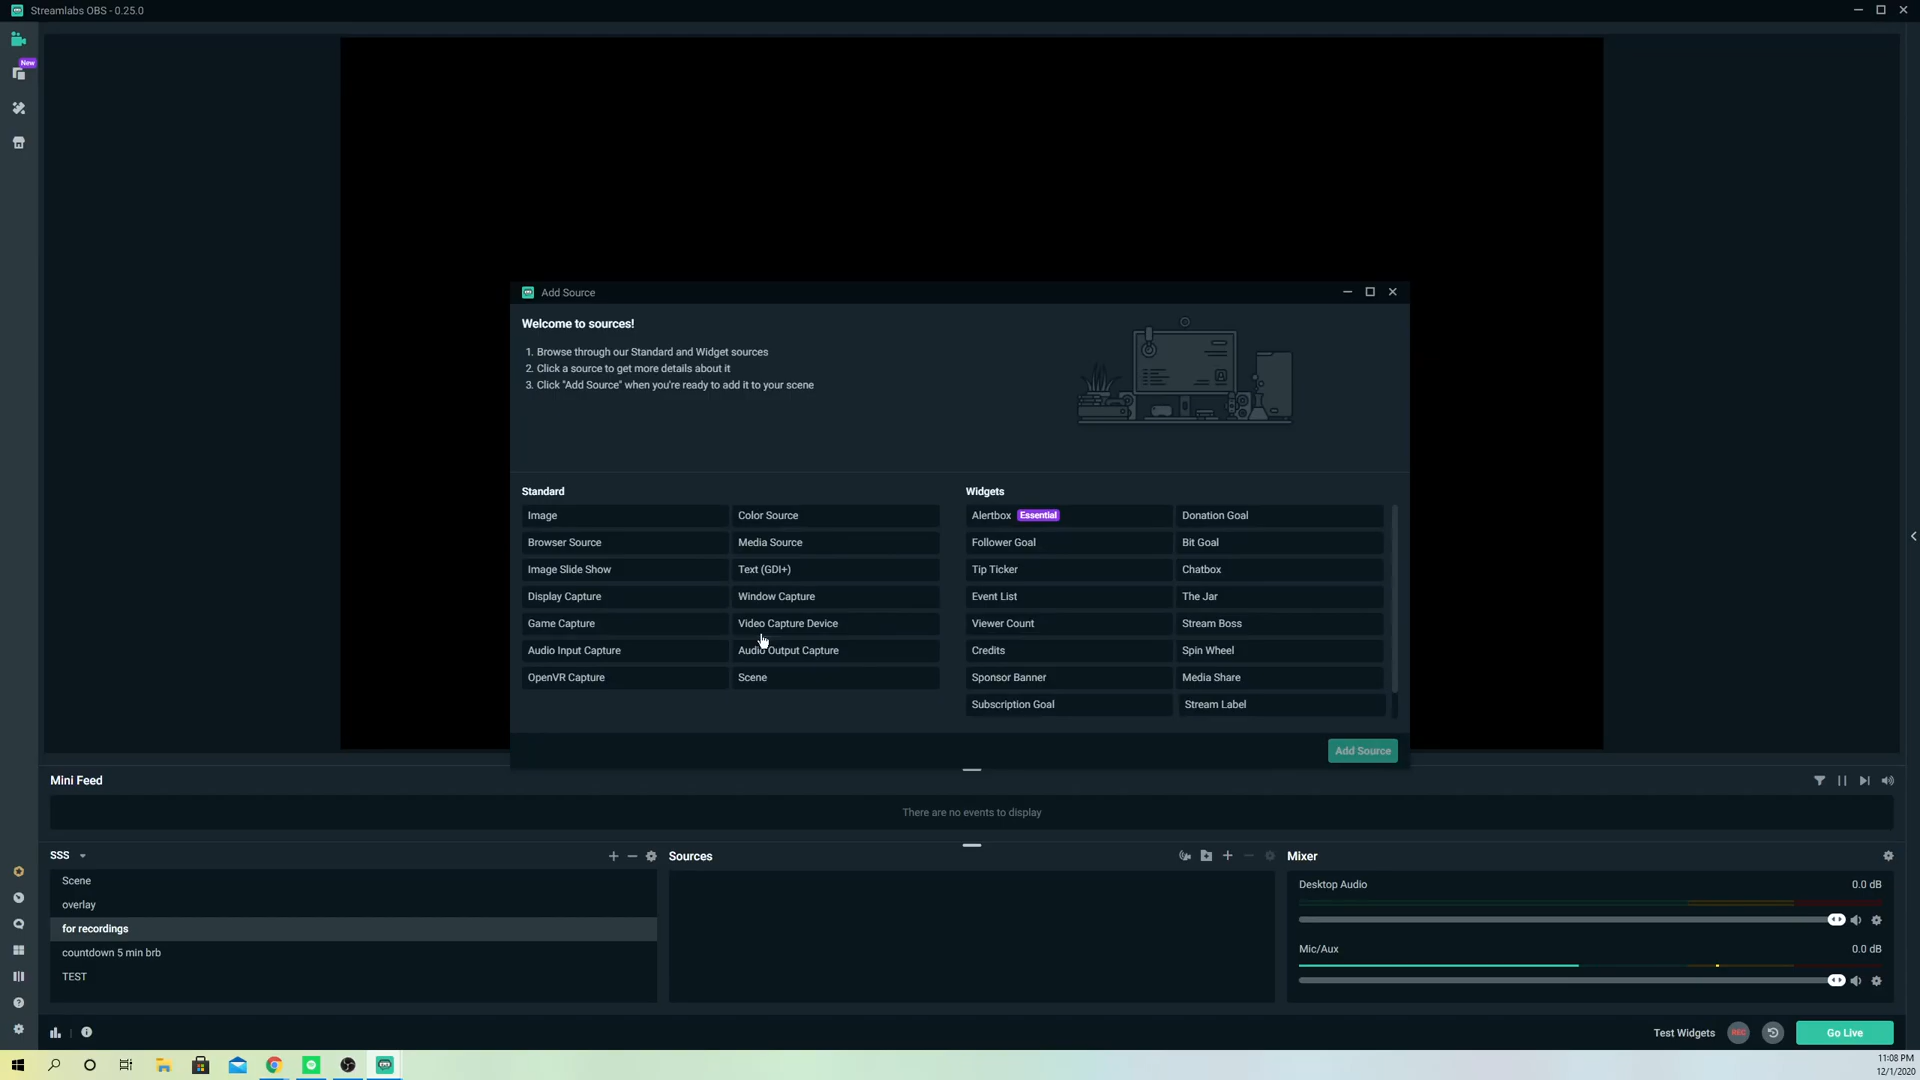 Streamlabs OBS - 0.25.0
New
Add Source
Welcome to sources!
1. Browse through our Standard and Widget sources
2. Click a source to get more details about it
3. Click "Add Source" when you're ready to add it to your scene
Standard
Image
Color Source
Browser Source
Media Source
Image Slide Show
Text (GDI+)
Display Capture
Window Capture
Game Capture
Video Capture Device
Audio Input Capture
Audio Output Capture
OpenVR Capture
Scene
Widgets
Alertbox Essential
Donation Goal
Follower Goal
Bit Goal
Tip Ticker
Chatbox
Event List
The Jar
Viewer Count
Stream Boss
Credits
Spin Wheel
Sponsor Banner
Media Share
Subscription Goal
Stream Label
Add Source
Mini Feed
There are no events to display
SSS
Scene
overlay
for recordings
countdown 5 min brb
TEST
Sources
Mixer
Desktop Audio 0.0 dB
Mic/Aux 0.0 dB
Test Widgets REC Go Live
11:08 PM
12/1/2020